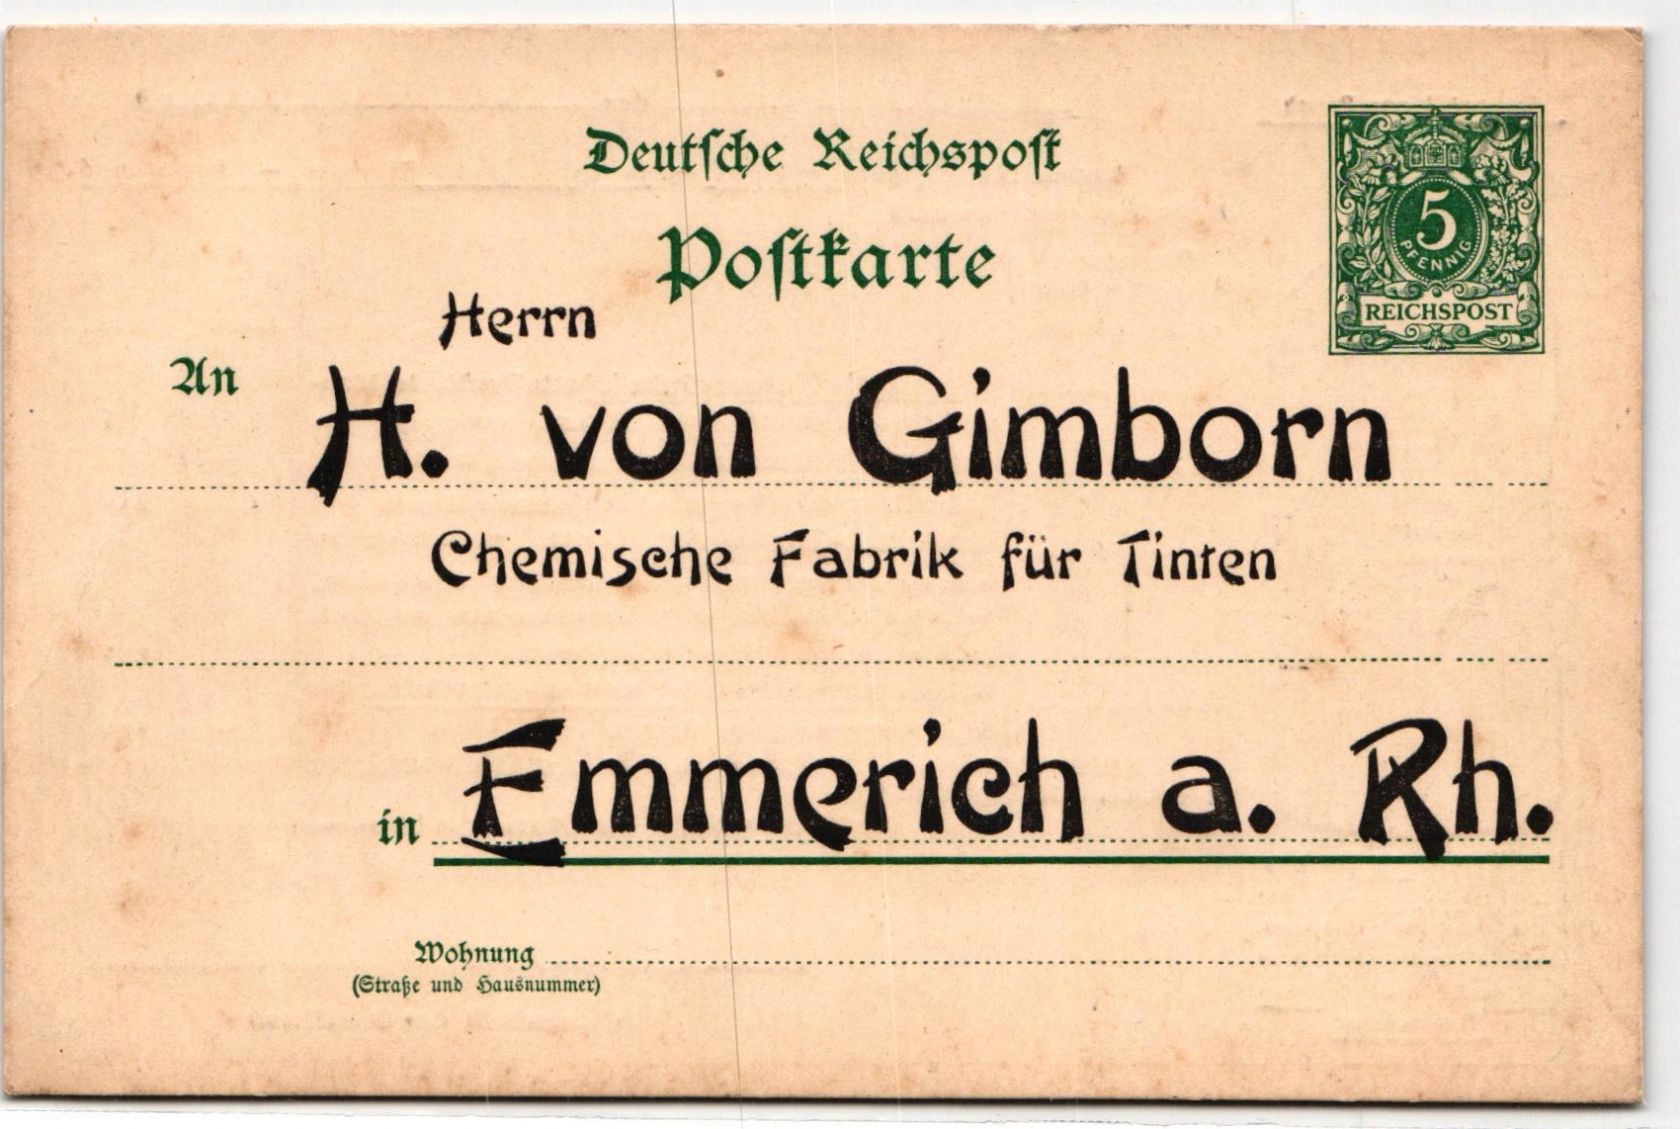 Deutſche Reichspoſt
Poſtkarte
5
PFENNIG
REICHSPOST
Herrn
An
H. von Gimborn
Chemische Fabrik für Tinten
in Emmerich a. Rh.
Wohnung
(Straße und Hausnummer)